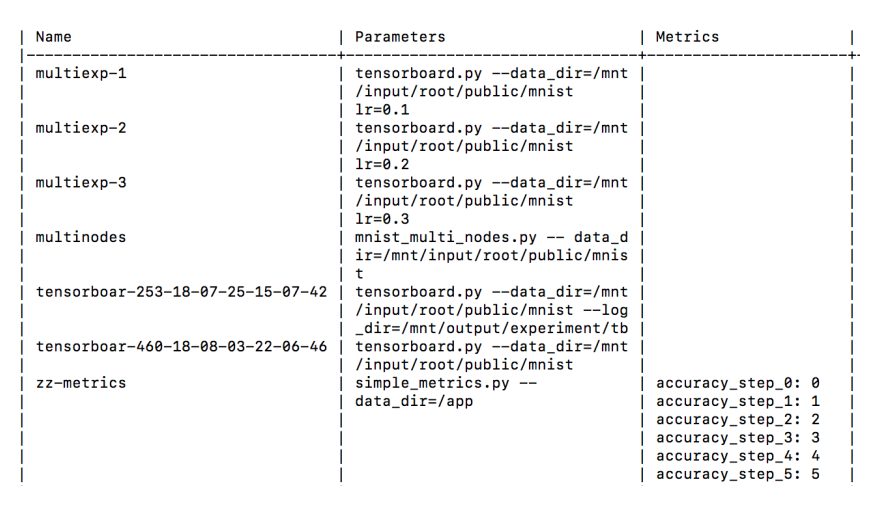 | Name | Parameters | Metrics |
|----------------------------------+--------------------------------+----------------------+-
| multiexp-1 | tensorboard.py --data_dir=/mnt | |
| | /input/root/public/mnist | |
| | lr=0.1 | |
| multiexp-2 | tensorboard.py --data_dir=/mnt | |
| | /input/root/public/mnist | |
| | lr=0.2 | |
| multiexp-3 | tensorboard.py --data_dir=/mnt | |
| | /input/root/public/mnist | |
| | lr=0.3 | |
| multinodes | mnist_multi_nodes.py -- data_d | |
| | ir=/mnt/input/root/public/mnis | |
| | t | |
| tensorboar-253-18-07-25-15-07-42 | tensorboard.py --data_dir=/mnt | |
| | /input/root/public/mnist --log | |
| | _dir=/mnt/output/experiment/tb | |
| tensorboar-460-18-08-03-22-06-46 | tensorboard.py --data_dir=/mnt | |
| | /input/root/public/mnist | |
| zz-metrics | simple_metrics.py -- | accuracy_step_0: 0 |
| | data_dir=/app | accuracy_step_1: 1 |
| | | accuracy_step_2: 2 |
| | | accuracy_step_3: 3 |
| | | accuracy_step_4: 4 |
| | | accuracy_step_5: 5 |